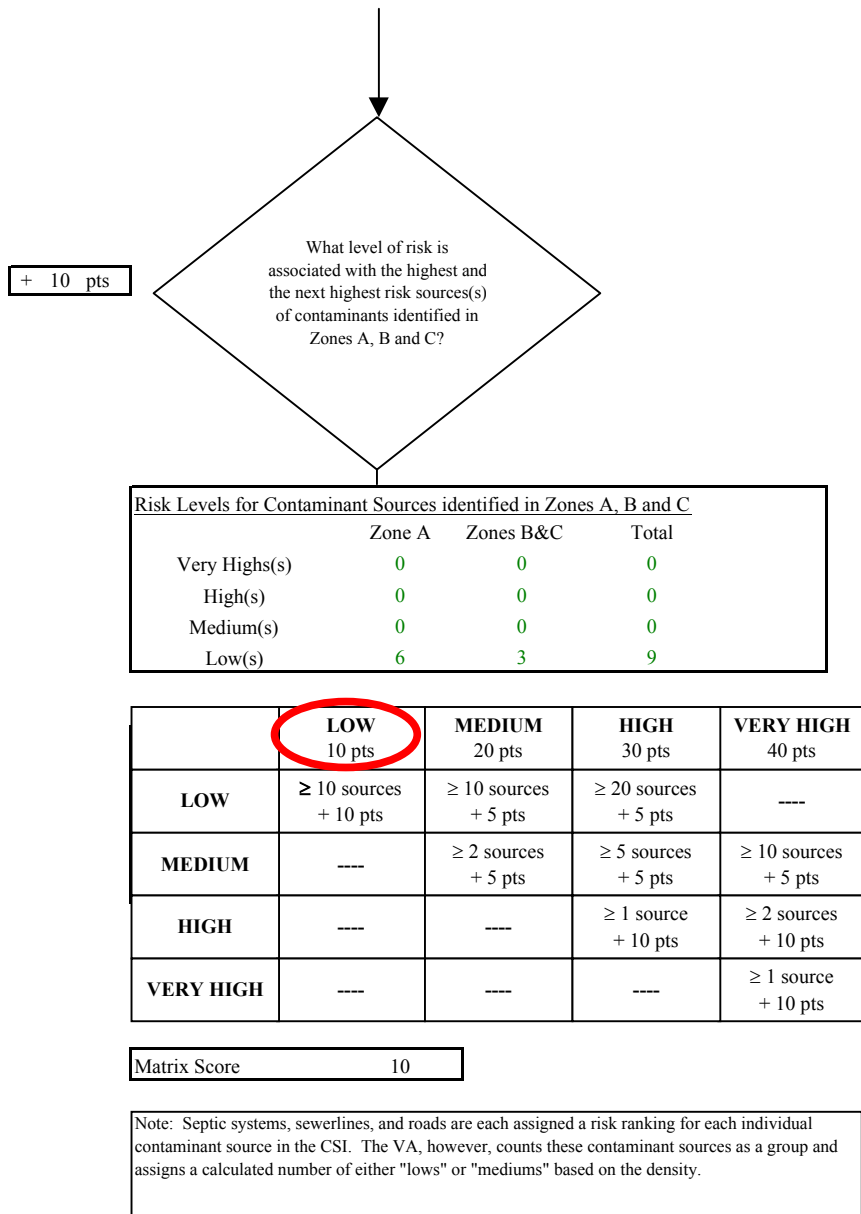 What level of risk is
associated with the highest and
the next highest risk sources(s)
of contaminants identified in
Zones A, B and C?
+ 10 pts
Risk Levels for Contaminant Sources identified in Zones A, B and C
Zone A Zones B&C Total
Very Highs(s) 0 0 0
High(s) 0 0 0
Medium(s) 0 0 0
Low(s) 6 3 9
LOW MEDIUM HIGH VERY HIGH
10 pts 20 pts 30 pts 40 pts
LOW ≥ 10 sources ≥ 10 sources ≥ 20 sources ----
+ 10 pts + 5 pts + 5 pts
MEDIUM ---- ≥ 2 sources ≥ 5 sources ≥ 10 sources
+ 5 pts + 5 pts + 5 pts
HIGH ---- ---- ≥ 1 source ≥ 2 sources
+ 10 pts + 10 pts
VERY HIGH ---- ---- ---- ≥ 1 source
+ 10 pts
Matrix Score 10
Note: Septic systems, sewerlines, and roads are each assigned a risk ranking for each individual
contaminant source in the CSI. The VA, however, counts these contaminant sources as a group and
assigns a calculated number of either "lows" or "mediums" based on the density.